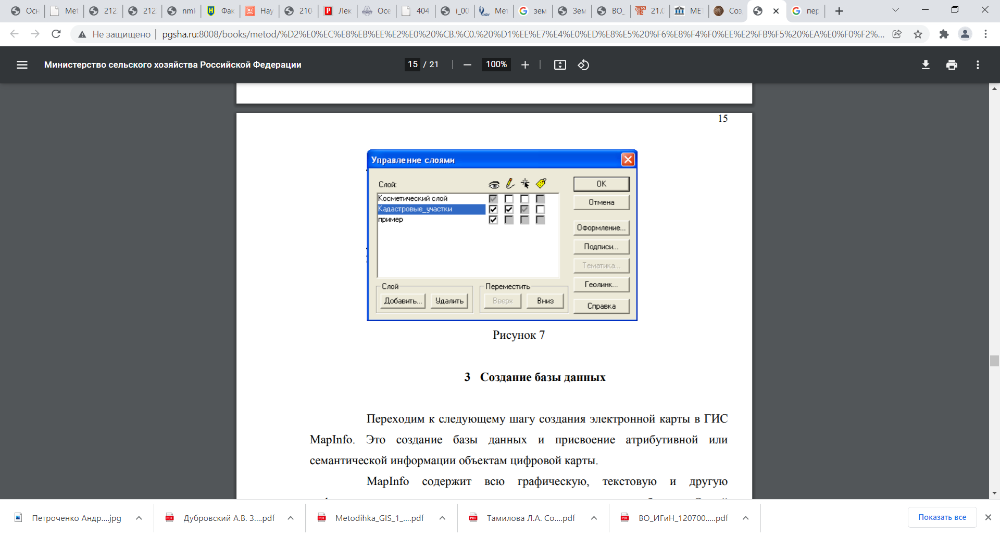 Осн
Met
212
212
nml
Фак
Нау
210
Лек
Осе
404
i_00
Мет
зем
Зем
ВО_
21.0
МЕТ
Соз
пер
Не защищено
pgsha.ru:8008/books/metod/%D2%E0%EC%E8%EB%EE%E2%E0%20%CB.%C0.%20%D1%EE%E7%E4%E0%ED%E8%E5%20%F6%E8%F4%F0%EE%E2%FB%F5%20%EA%E0%F0%F2%...
Министерство сельского хозяйства Российской Федерации
15 / 21
100%
15
Управление слоями
Слой:
Косметический слой
Кадастровые_участки
пример
OK
Отмена
Оформление...
Подписи...
Тематика...
Геолинк...
Справка
Слой
Добавить...
Удалить
Переместить
Вверх
Вниз
Рисунок 7
3 Создание базы данных
Переходим к следующему шагу создания электронной карты в ГИС
MapInfo. Это создание базы данных и присвоение атрибутивной или
семантической информации объектам цифровой карты.
MapInfo содержит всю графическую, текстовую и другую
Петроченко Андр....jpg
Дубровский А.В. З....pdf
Metodihka_GIS_1_....pdf
Тамилова Л.А. Со....pdf
ВО_ИГиН_120700.....pdf
Показать все